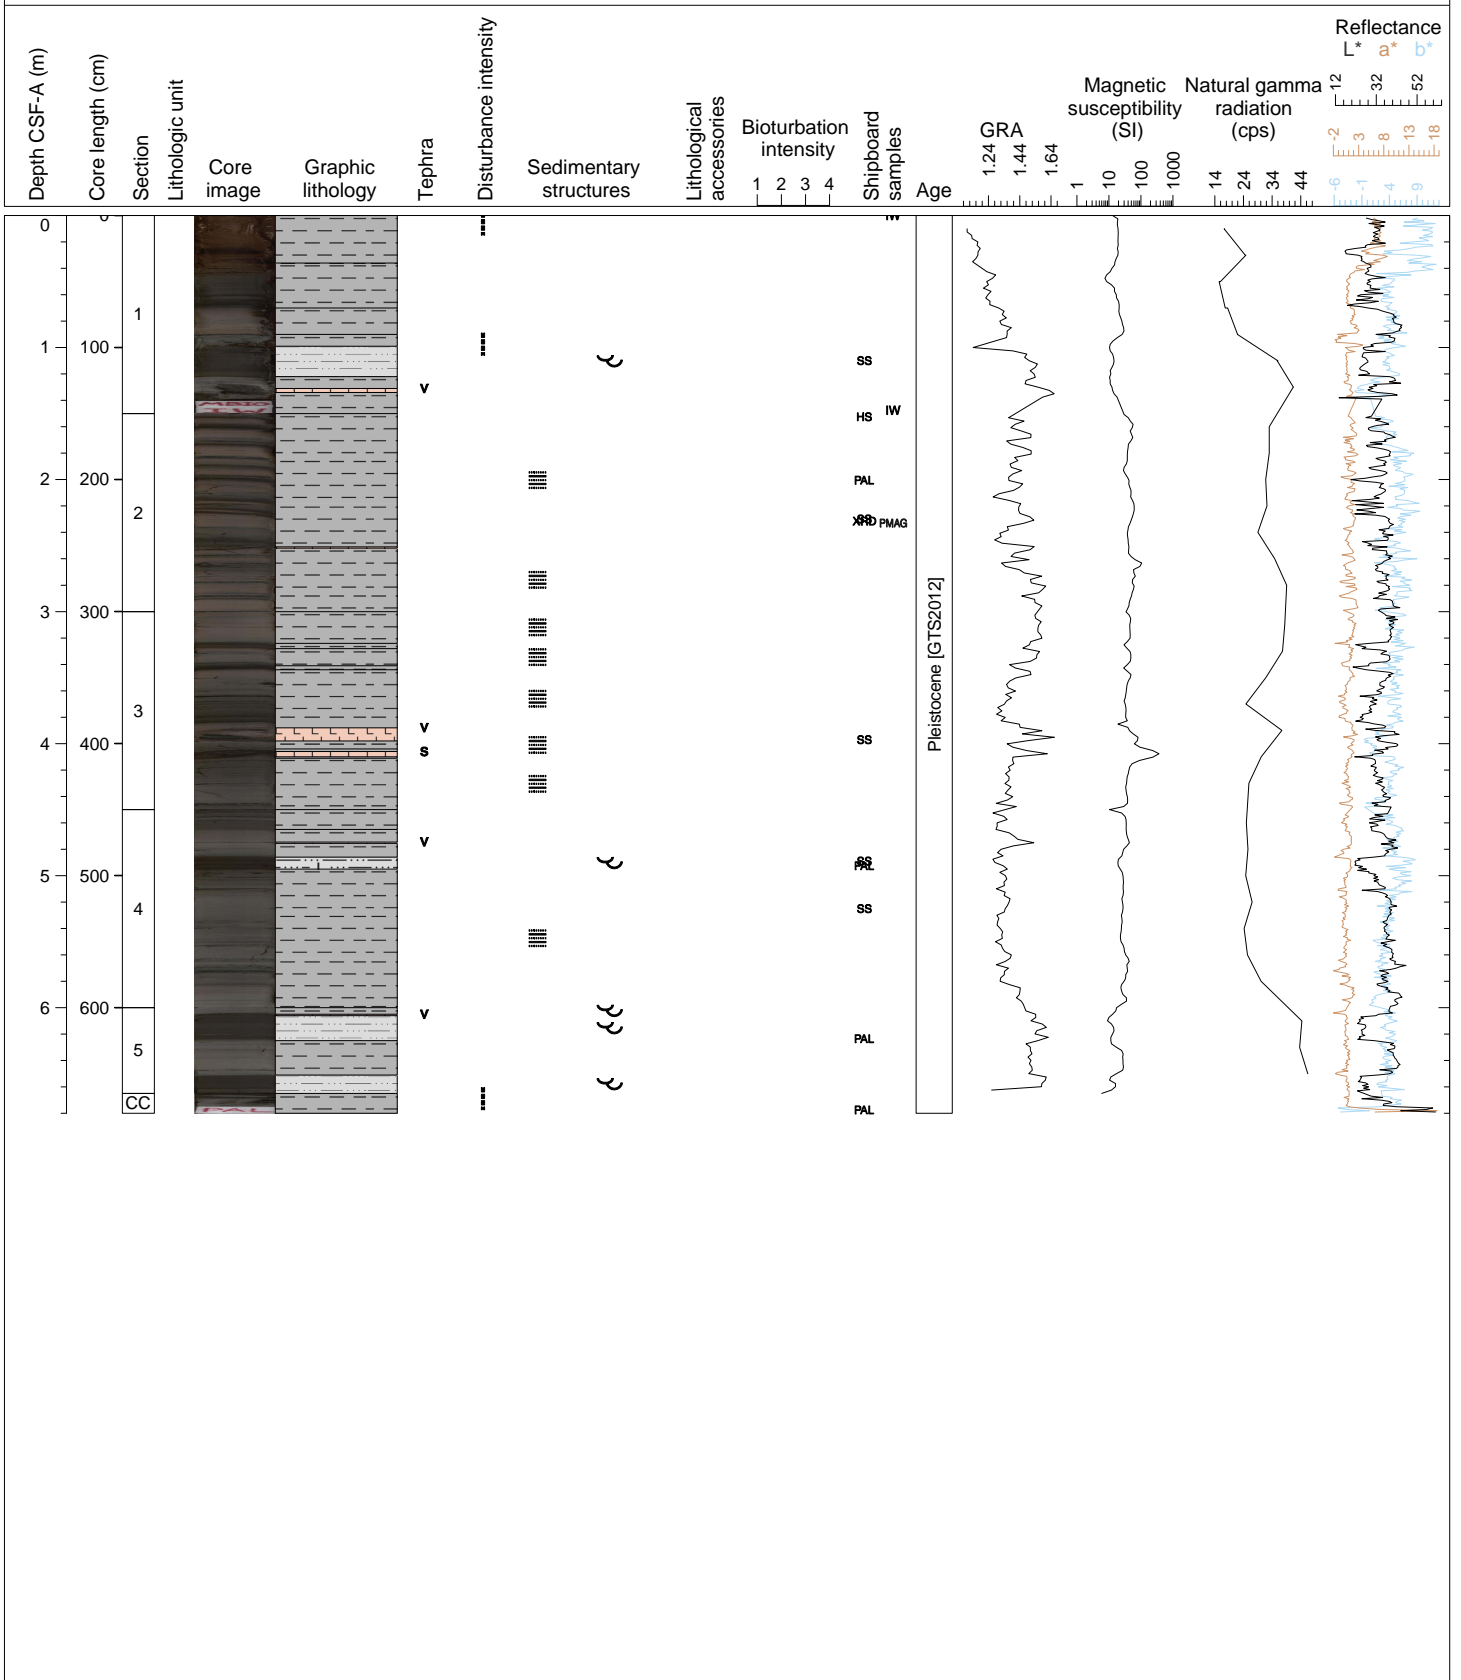 Depth CSF-A (m)
Core length (cm)
Section
Lithologic unit
Core image
Graphic lithology
Tephra
Disturbance intensity
Sedimentary structures
Lithological accessories
Bioturbation intensity
1 2 3 4
Shipboard samples
Age
GRA
1.24 1.44 1.64
Magnetic susceptibility (SI)
1 10 100 1000
Natural gamma radiation (cps)
14 24 34 44
Reflectance
L* a* b*
12 32 52
-2 3 8 13 18
-6 -1 4 9
0 0 IW
1
1 100 SS
V
IW
HS
2 200 PAL
2
PMAG
3 300
Pleistocene [GTS2012]
3
V
4 400 SS
S
V
SS
PAL
5 500
4 SS
6 600
V
PAL
5
CC
PAL
PAL